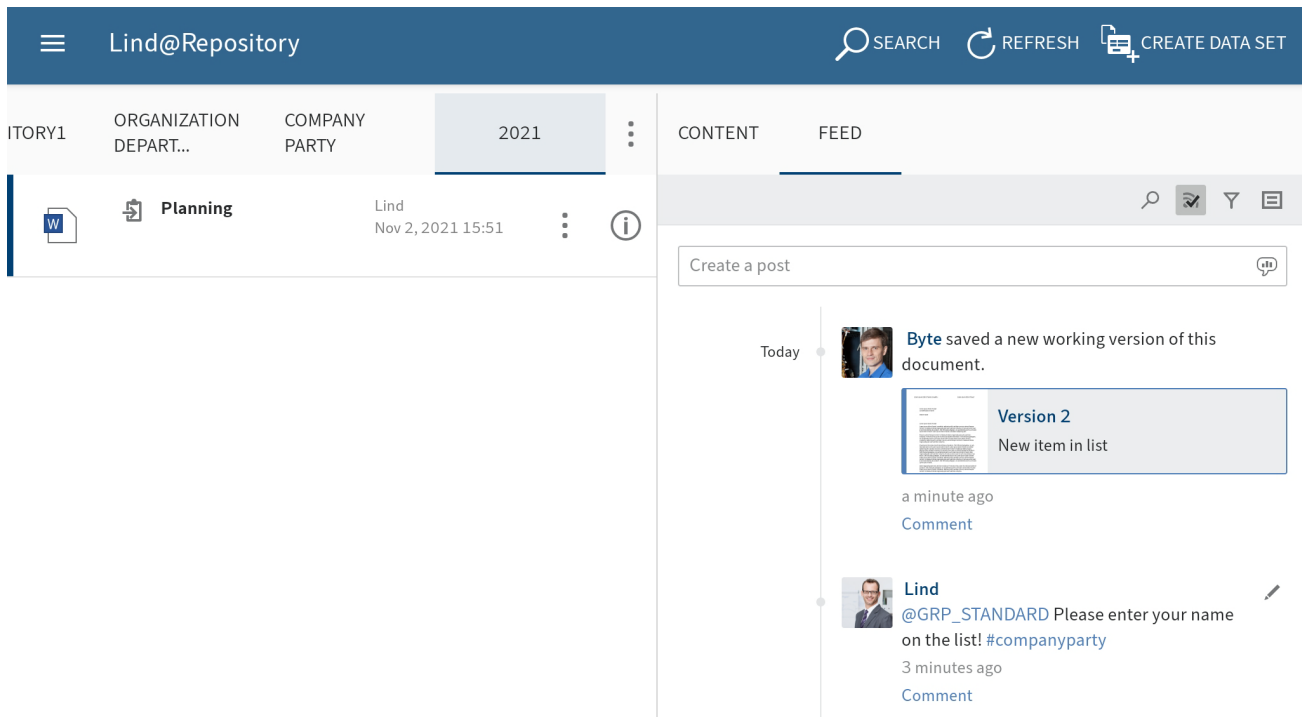 Lind@Repository
SEARCH
REFRESH
CREATE DATA SET
ITORY1
ORGANIZATION
DEPART...
COMPANY
PARTY
2021
CONTENT
FEED
W
Planning
Lind
Nov 2, 2021 15:51
Create a post
Today
Byte saved a new working version of this
document.
Version 2
New item in list
a minute ago
Comment
Lind
@GRP_STANDARD Please enter your name
on the list! #companyparty
3 minutes ago
Comment